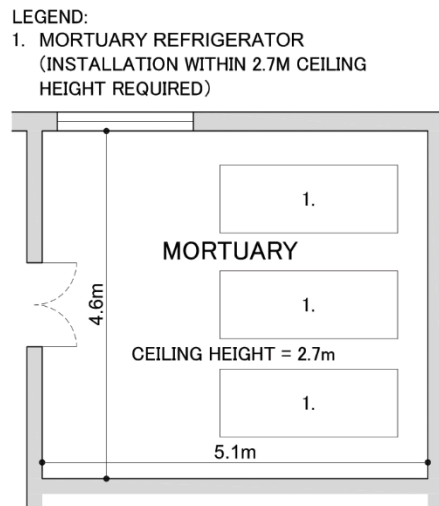 LEGEND:
1. MORTUARY REFRIGERATOR
(INSTALLATION WITHIN 2.7M CEILING
HEIGHT REQUIRED)
1.
MORTUARY
4.6m
1.
CEILING HEIGHT = 2.7m
1.
5.1m